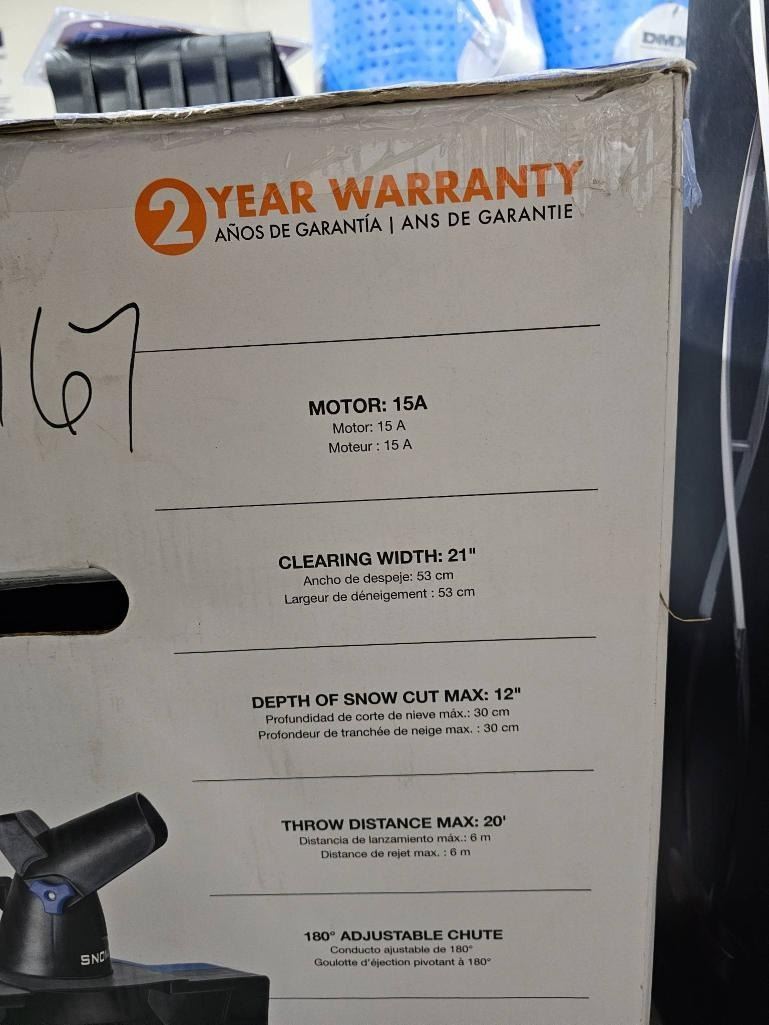 2 YEAR WARRANTY
AÑOS DE GARANTÍA | ANS DE GARANTIE
167
MOTOR: 15A
Motor: 15 A
Moteur : 15 A
CLEARING WIDTH: 21"
Ancho de despeje: 53 cm
Largeur de déneigement : 53 cm
DEPTH OF SNOW CUT MAX: 12"
Profundidad de corte de nieve máx.: 30 cm
Profondeur de tranchée de neige max. : 30 cm
THROW DISTANCE MAX: 20'
Distancia de lanzamiento máx.: 6 m
Distance de rejet max. : 6 m
180° ADJUSTABLE CHUTE
Conducto ajustable de 180°
Goulotte d'éjection pivotant à 180°